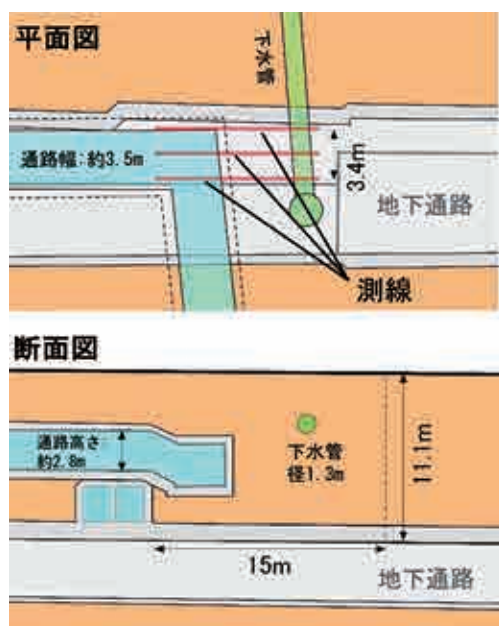 平面図
下水管
通路幅：約3.5m
3.4m
地下通路
測線
断面図
通路高さ
約2.8m
下水管
径1.3m
11.1m
15m
地下通路